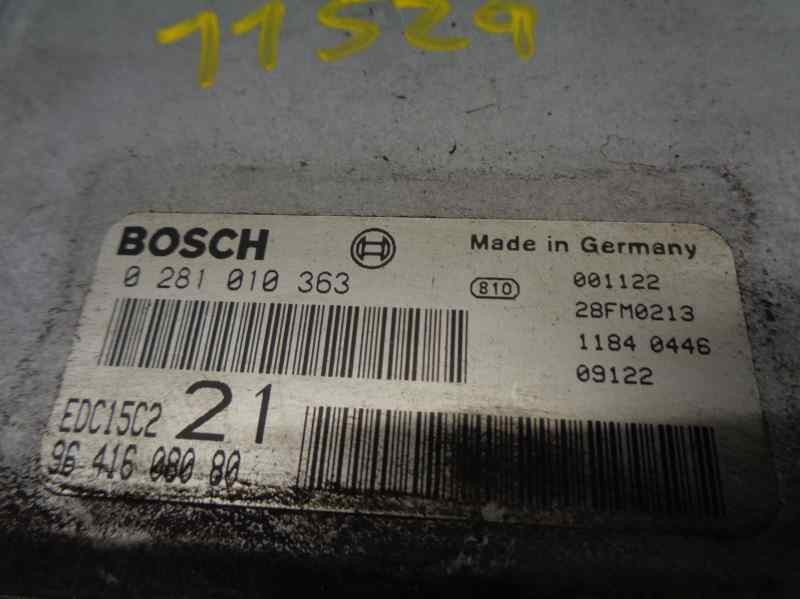 11529
BOSCH
Made in Germany
0 281 010 363
810
001122
28FM0213
1184 0446
09122
EDC15C2
21
96 416 080 80